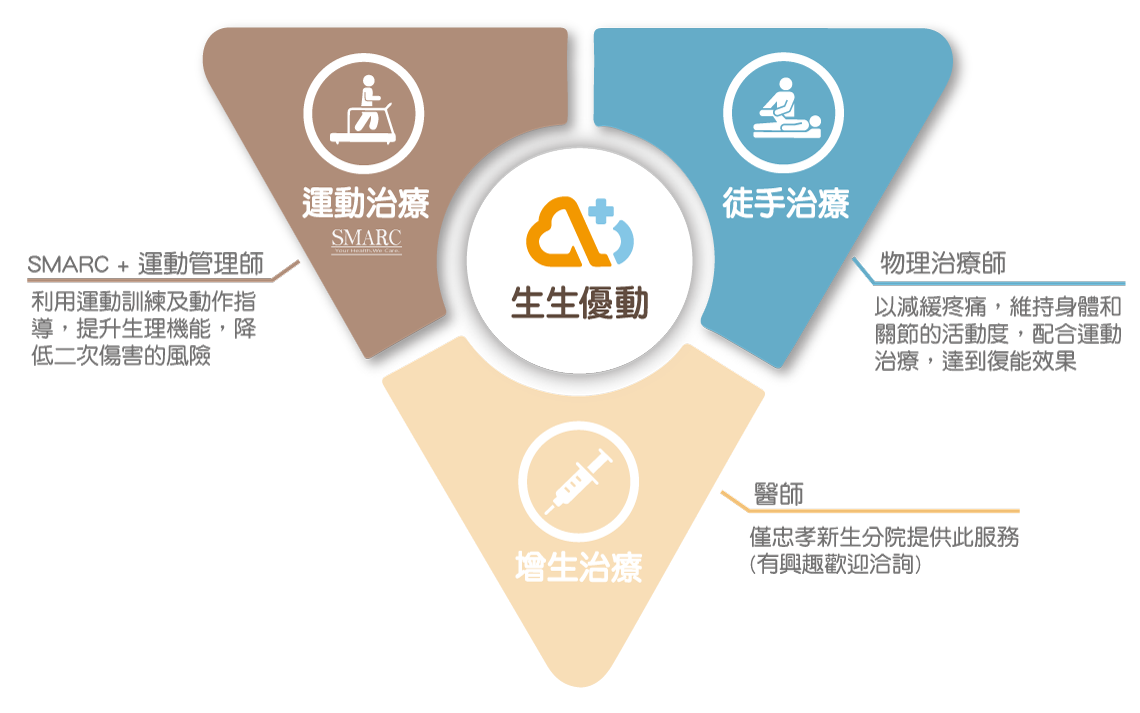 運動治療
SMARC
Your Health, We Care.
徒手治療
生生優動
SMARC + 運動管理師
利用運動訓練及動作指
導，提升生理機能，降
低二次傷害的風險
物理治療師
以減緩疼痛，維持身體和
關節的活動度，配合運動
治療，達到復能效果
增生治療
醫師
僅忠孝新生分院提供此服務
(有興趣歡迎洽詢)